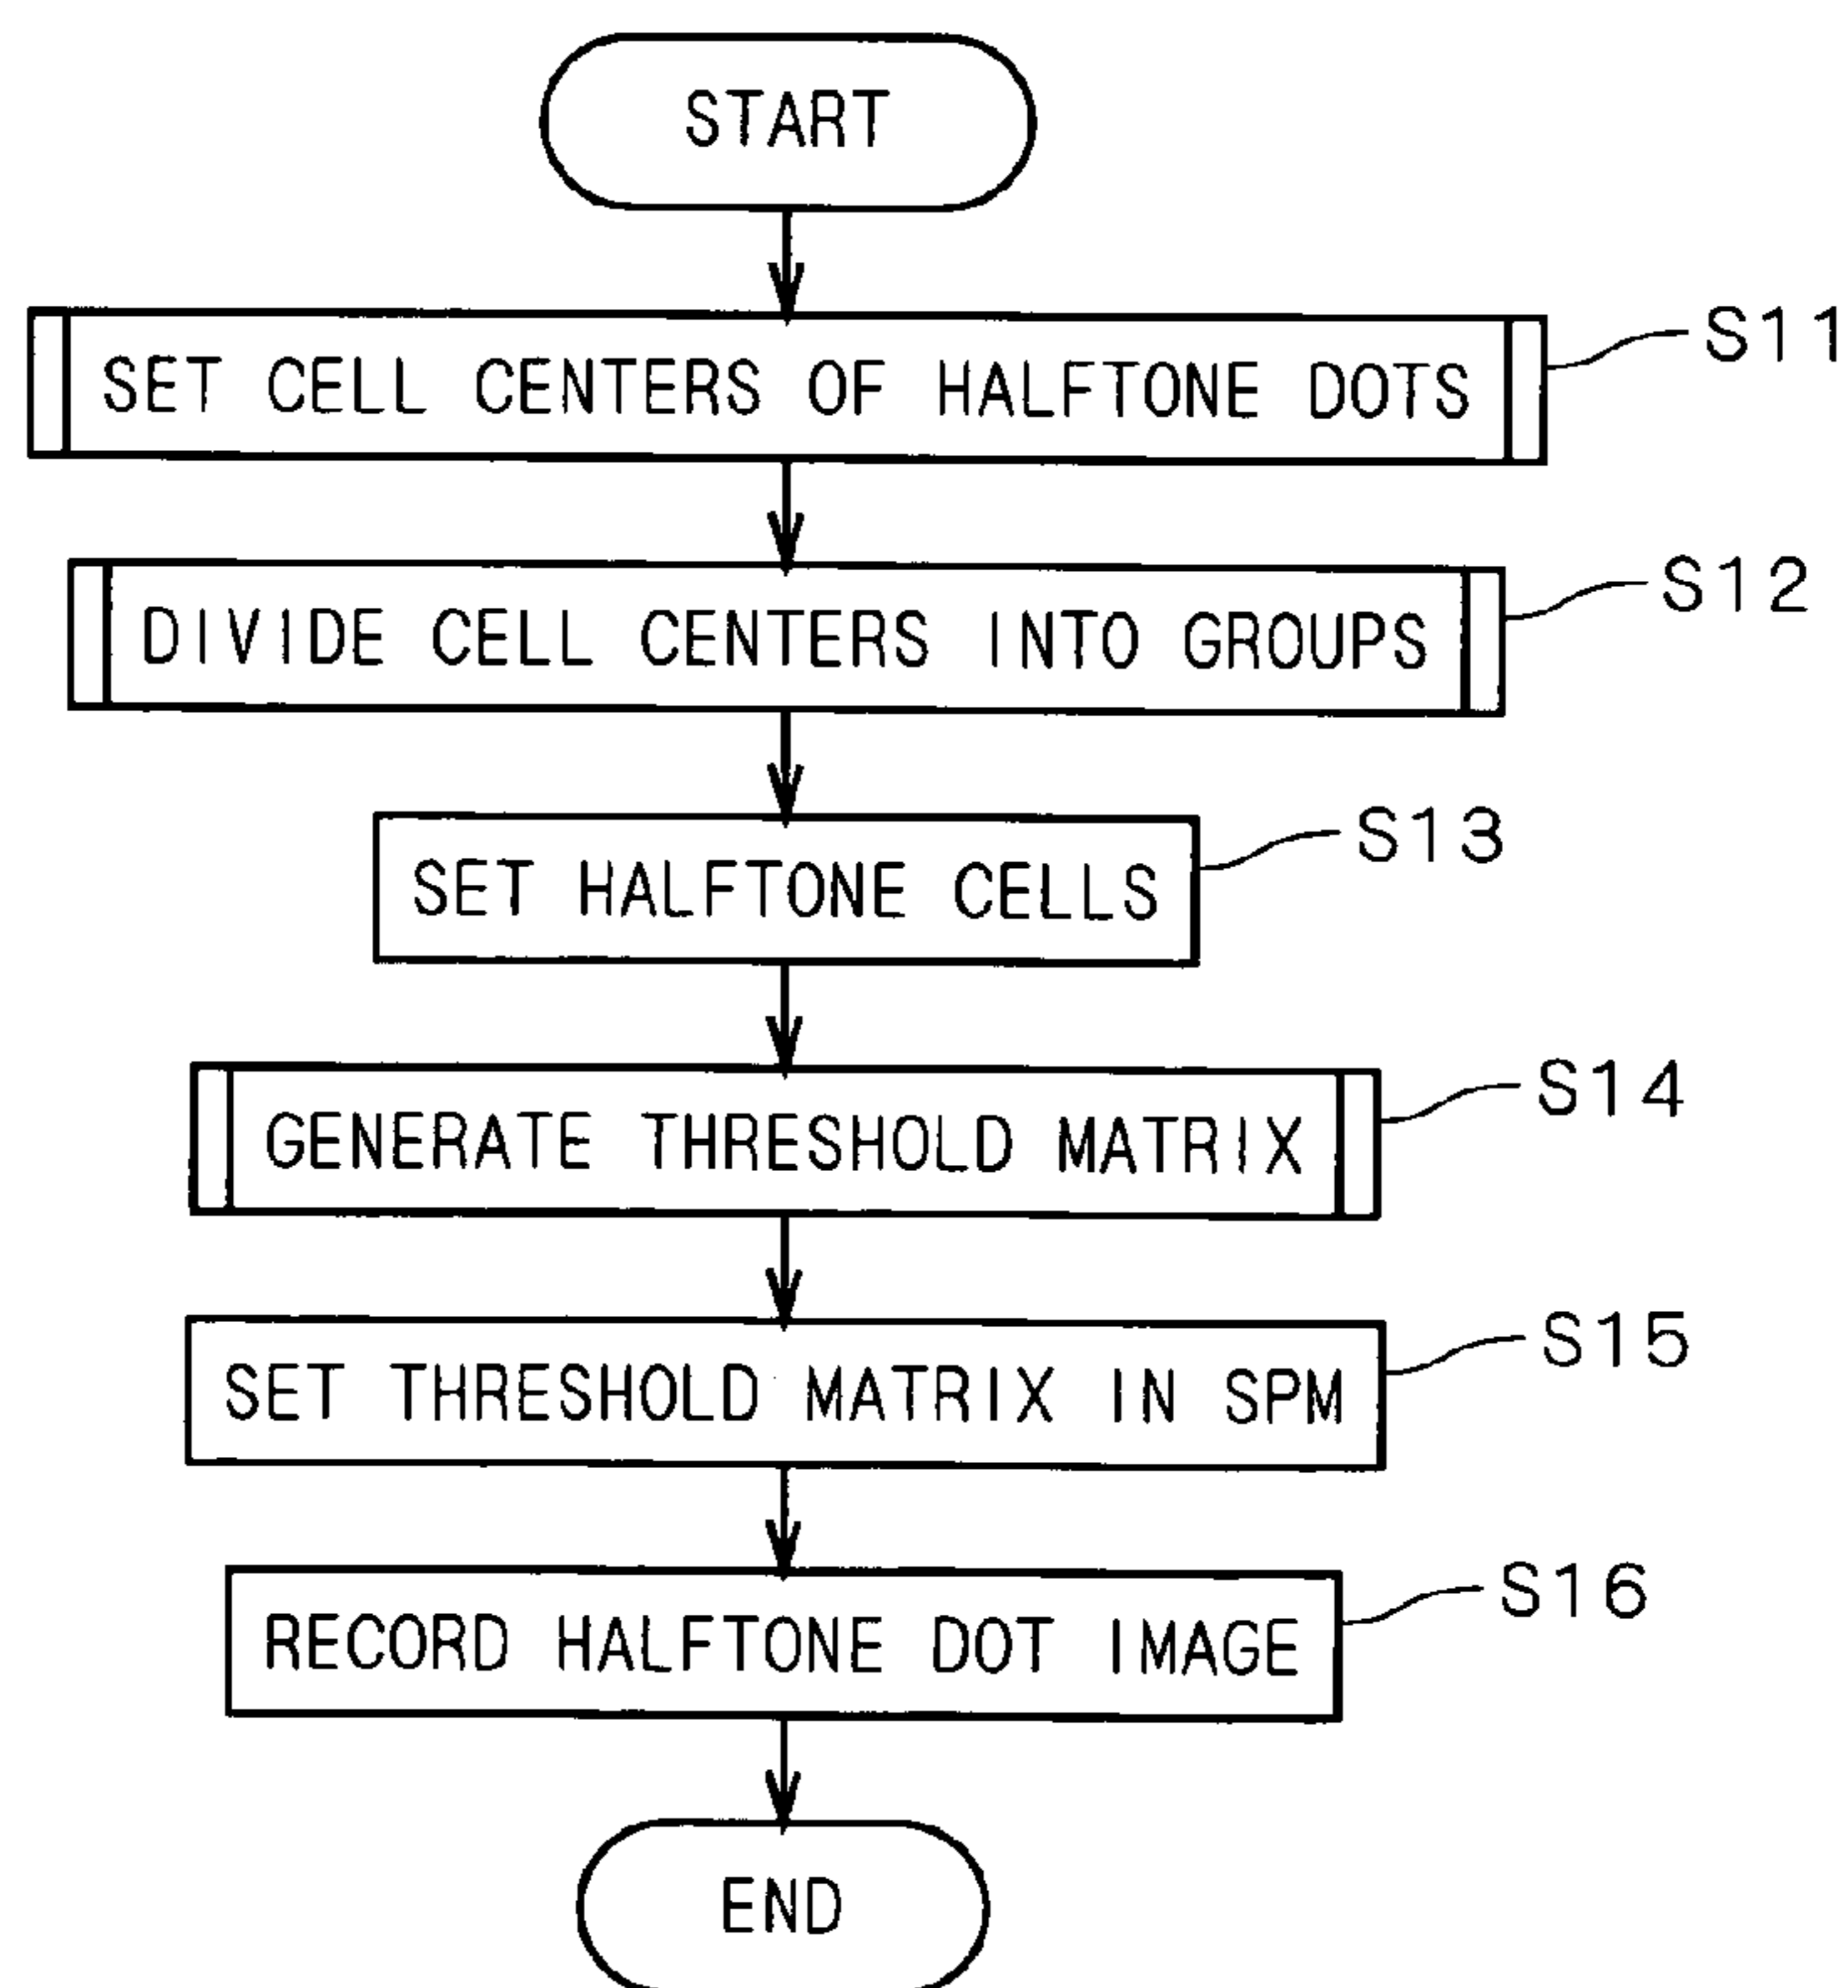 START
SET CELL CENTERS OF HALFTONE DOTS
S11
DIVIDE CELL CENTERS INTO GROUPS
S12
SET HALFTONE CELLS
S13
GENERATE THRESHOLD MATRIX
S14
SET THRESHOLD MATRIX IN SPM
S15
RECORD HALFTONE DOT IMAGE
S16
END